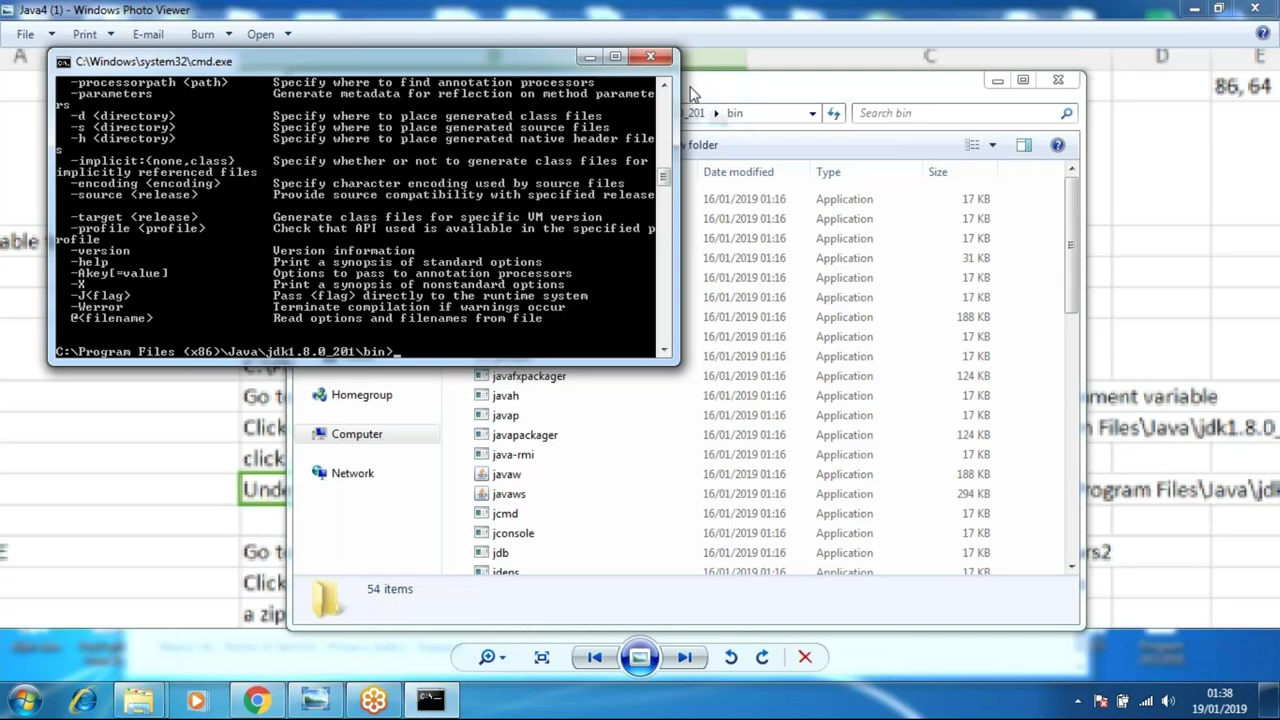 Java4 (1) - Windows Photo Viewer
File Print E-mail Burn Open
A C D E
86, 64
C:\Windows\system32\cmd.exe
-processorpath <path> Specify where to find annotation processors
-parameters Generate metadata for reflection on method paramete
rs
-d <directory> Specify where to place generated class files
-s <directory> Specify where to place generated source files
-h <directory> Specify where to place generated native header file
s
-implicit:{none,class} Specify whether or not to generate class files for
implicitly referenced files
-encoding <encoding> Specify character encoding used by source files
-source <release> Provide source compatibility with specified release
-target <release> Generate class files for specific VM version
-profile <profile> Check that API used is available in the specified p
rofile
-version Version information
-help Print a synopsis of standard options
-Akey[=value] Options to pass to annotation processors
-X Print a synopsis of nonstandard options
-J<flag> Pass <flag> directly to the runtime system
-Werror Terminate compilation if warnings occur
@<filename> Read options and filenames from file
C:\Program Files (x86)\Java\jdk1.8.0_201\bin>_
0_201 bin Search bin
w folder
Date modified Type Size
16/01/2019 01:16 Application 17 KB
16/01/2019 01:16 Application 17 KB
16/01/2019 01:16 Application 17 KB
16/01/2019 01:16 Application 31 KB
16/01/2019 01:16 Application 17 KB
16/01/2019 01:16 Application 17 KB
16/01/2019 01:16 Application 188 KB
16/01/2019 01:16 Application 17 KB
16/01/2019 01:16 Application 17 KB
javafxpackager 16/01/2019 01:16 Application 124 KB
javah 16/01/2019 01:16 Application 17 KB
javap 16/01/2019 01:16 Application 17 KB
javapackager 16/01/2019 01:16 Application 124 KB
java-rmi 16/01/2019 01:16 Application 17 KB
javaw 16/01/2019 01:16 Application 188 KB
javaws 16/01/2019 01:16 Application 294 KB
jcmd 16/01/2019 01:16 Application 17 KB
jconsole 16/01/2019 01:16 Application 17 KB
jdb 16/01/2019 01:16 Application 17 KB
jdeps 16/01/2019 01:16 Application 17 KB
Homegroup
Computer
Network
54 items
able
Go to
Click
click
Unde
E Go to
Click
a zip
ment variable
Files\Java\jdk1.8.0_
rogram Files\Java\jdk
rs2
01:38
19/01/2019